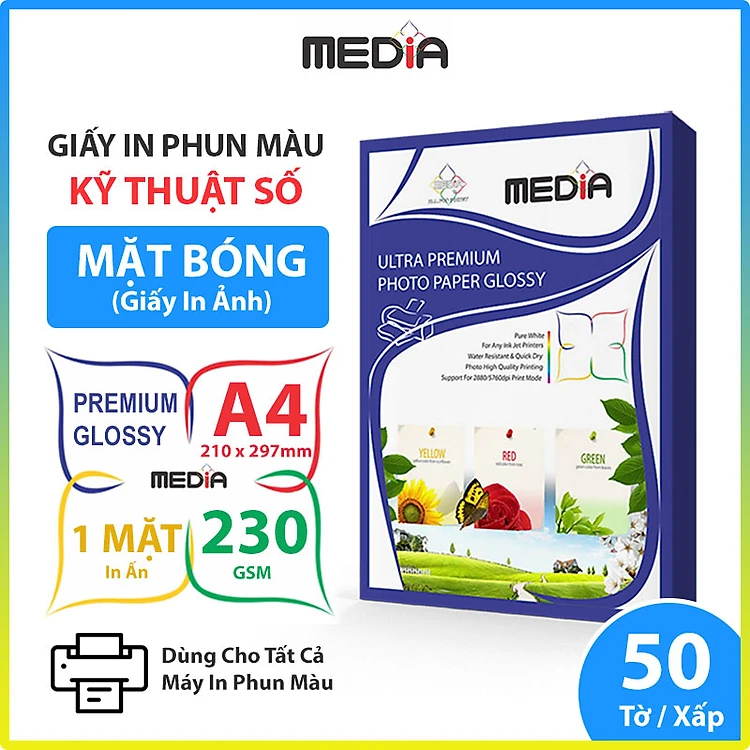 MEDiA
GIẤY IN PHUN MÀU
KỸ THUẬT SỐ
MẶT BÓNG
(Giấy In Ảnh)
PREMIUM
GLOSSY
A4
210 x 297mm
MEDiA
1 MẶT
In Ấn
230
GSM
Dùng Cho Tất Cả
Máy In Phun Màu
MEDiA
ULTRA PREMIUM
PHOTO PAPER GLOSSY
Pure White
For Any Ink Jet Printers
Water Resistant & Quick Dry
Photo High Quality Printing
Support For 2880/5760dpi Print Mode
YELLOW
RED
GREEN
50
Tờ / Xấp